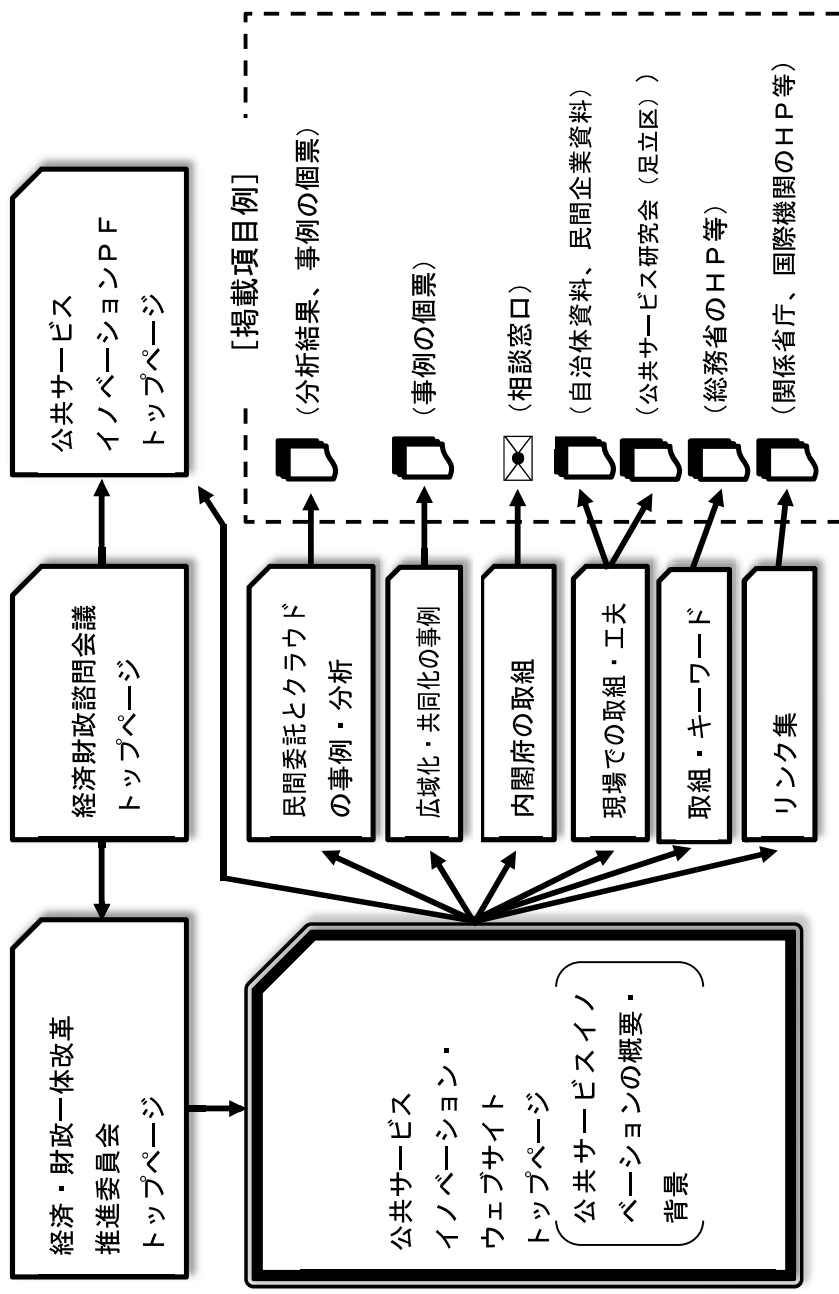 経済・財政一体改革
推進委員会
トップページ
経済財政諮問会議
トップページ
公共サービス
イノベーションＰＦ
トップページ
公共サービス
イノベーション・
ウェブサイト
トップページ
公共サービスイノ
ベーションの概要・
背景
民間委託とクラウド
の事例・分析
広域化・共同化の事例
内閣府の取組
現場での取組・工夫
取組・キーワード
リンク集
［掲載項目例］
（分析結果、事例の個票）
（事例の個票）
（相談窓口）
（自治体資料、民間企業資料）
（公共サービス研究会（足立区））
（総務省のＨＰ等）
（関係省庁、国際機関のＨＰ等）